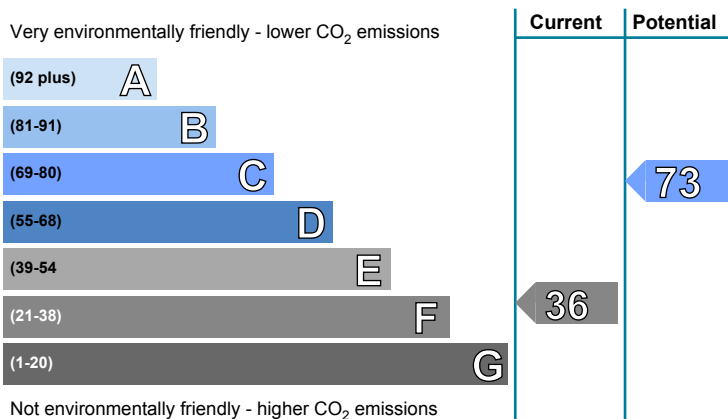 Current Potential
Very environmentally friendly - lower CO2 emissions
(92 plus) A
(81-91) B
(69-80) C
73
(55-68) D
(39-54 E
(21-38) F
36
(1-20) G
Not environmentally friendly - higher CO2 emissions